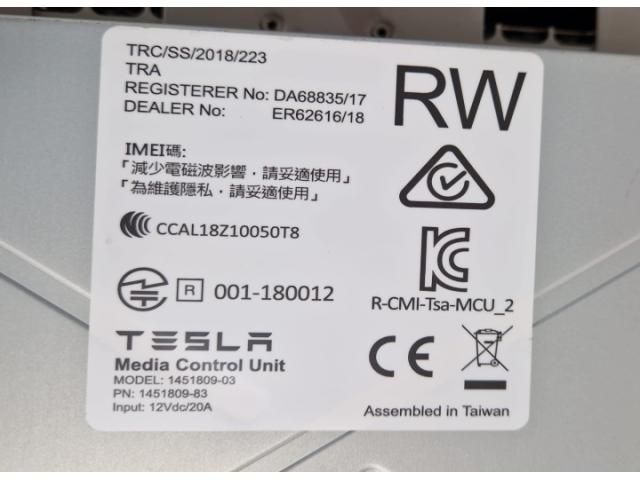 TRC/SS/2018/223
TRA
REGISTERER No: DA68835/17
DEALER No: ER62616/18
RW
IMEI碼:
「減少電磁波影響，請妥適使用」
「為維護隱私，請妥適使用」
CCAL18Z10050T8
R 001-180012
R-CMI-Tsa-MCU_2
TESLA
Media Control Unit
MODEL: 1451809-03
PN: 1451809-83
Input: 12Vdc/20A
CE
Assembled in Taiwan